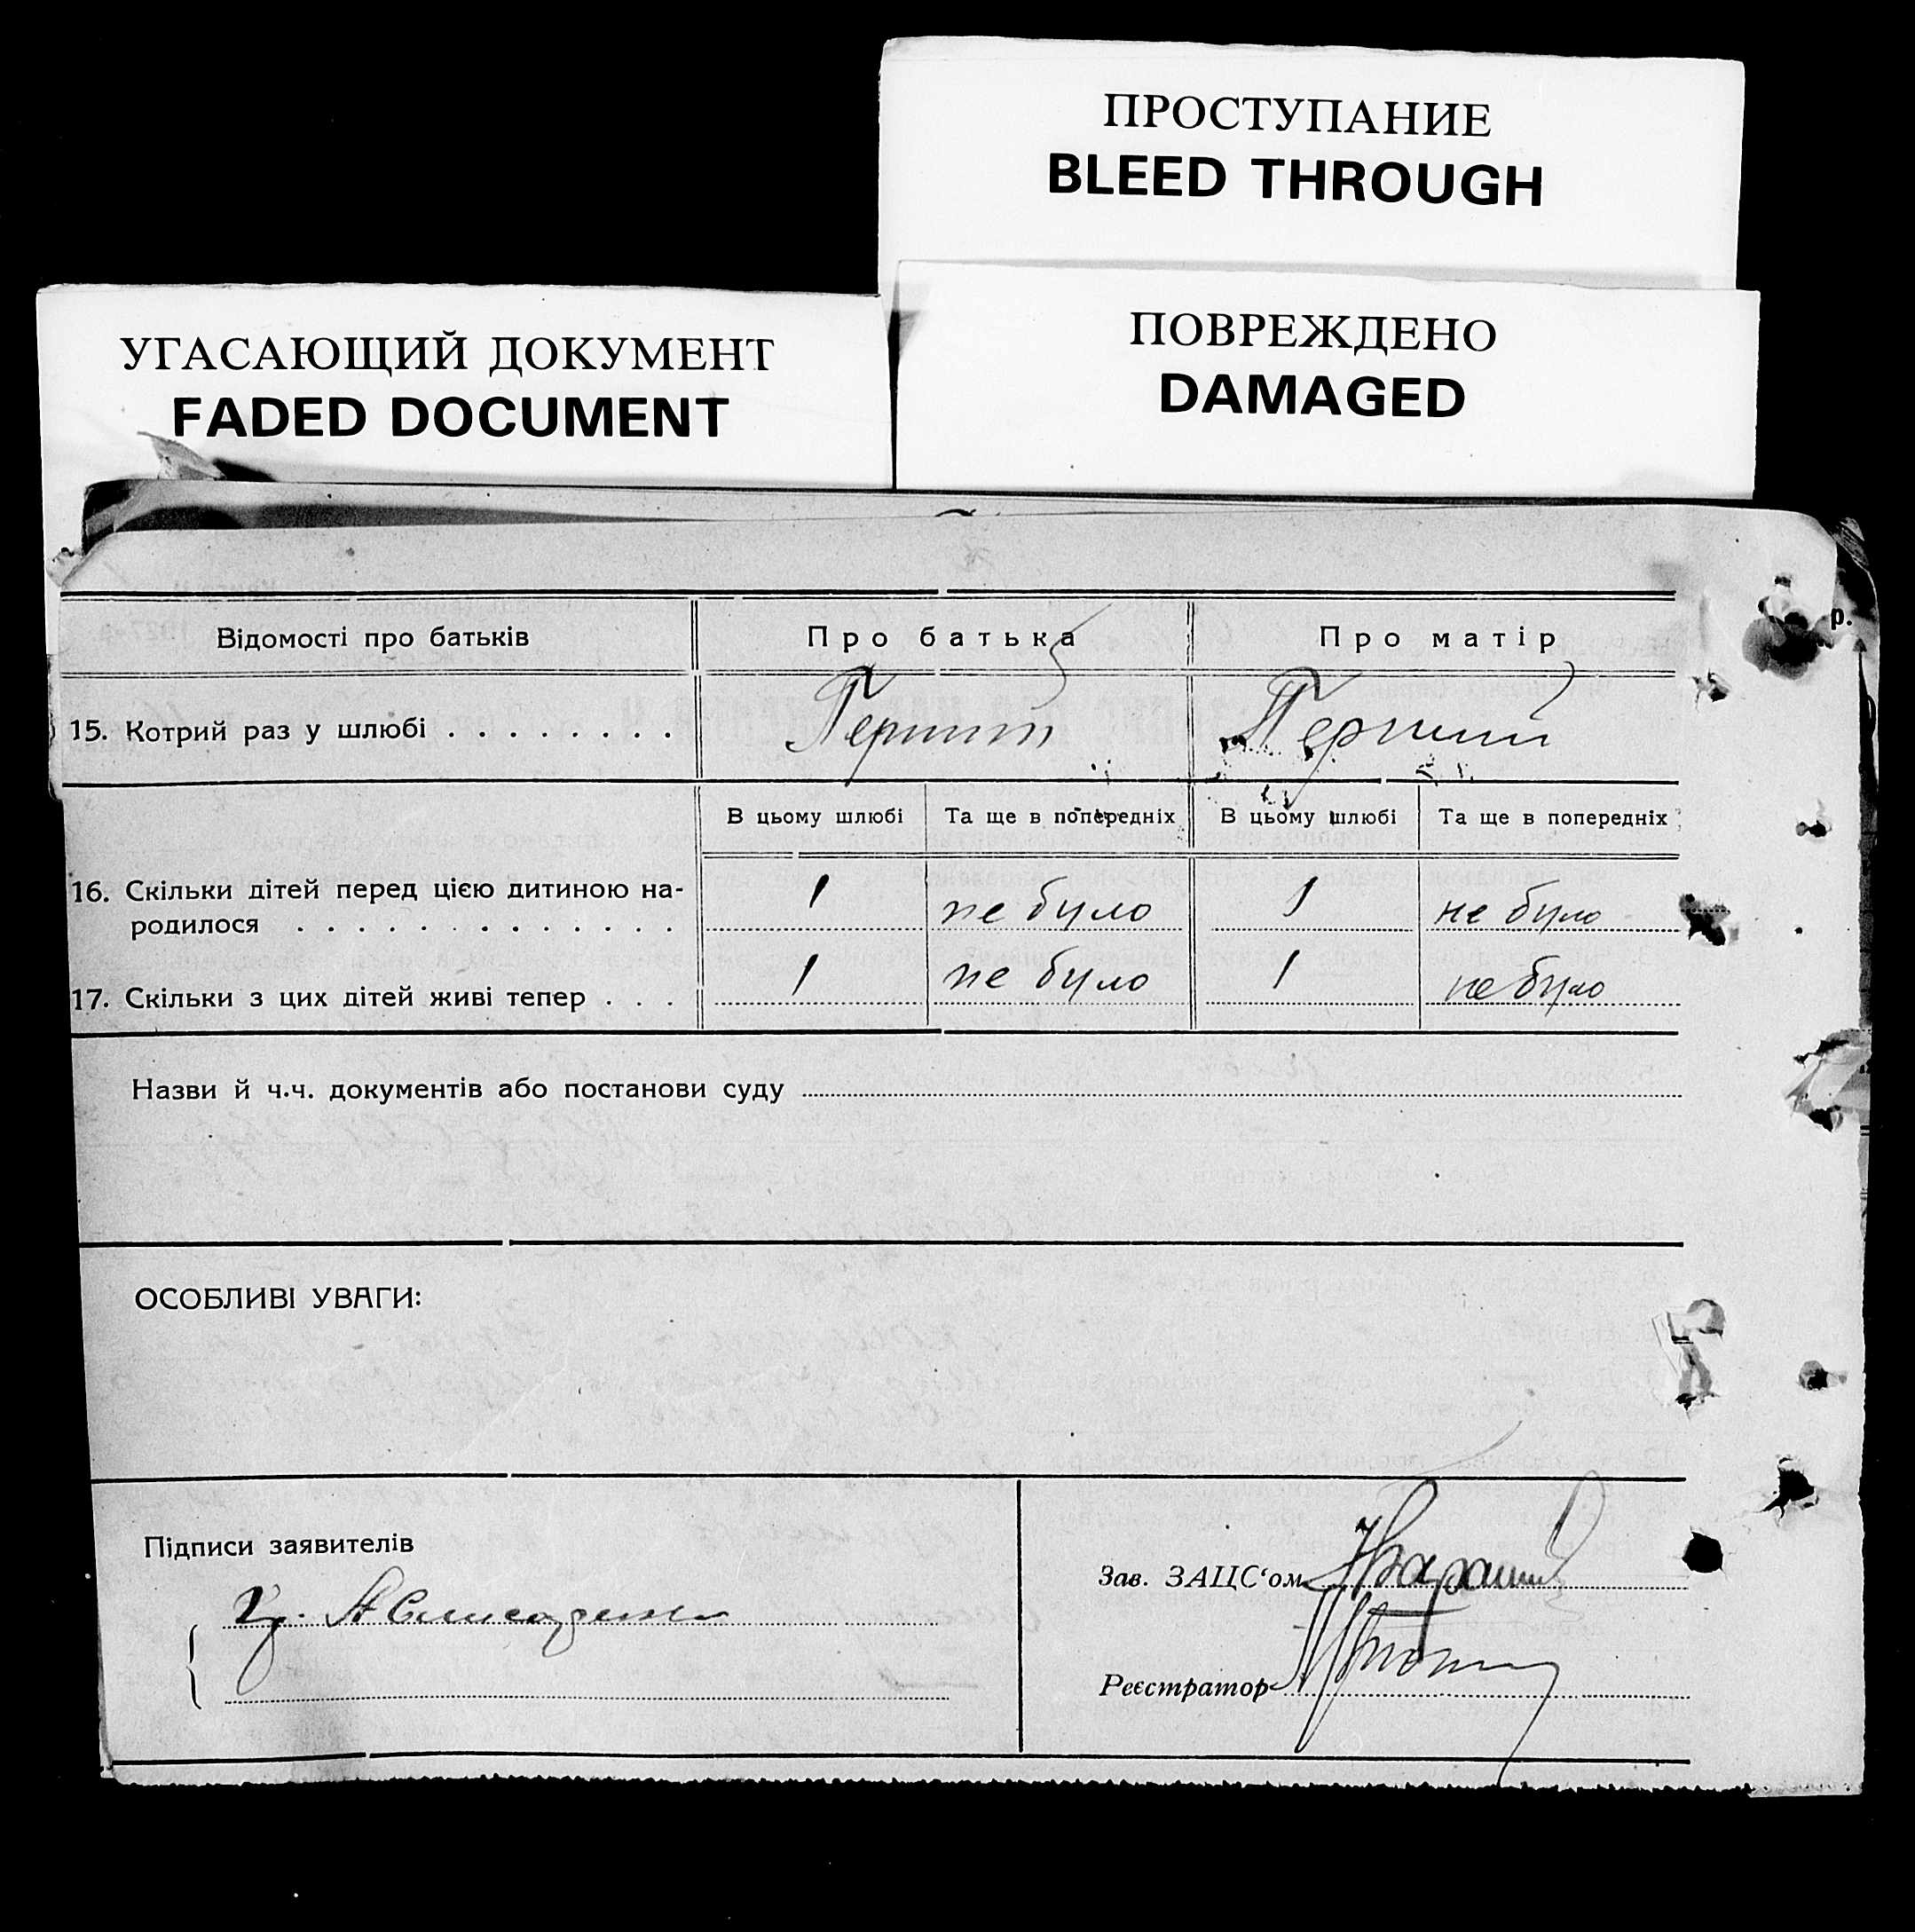 ПРОСТУПАНИЕ
BLEED THROUGH
УГАСАЮЩИЙ ДОКУМЕНТ
FADED DOCUMENT
ПОВРЕЖДЕНО
DAMAGED
р.
Відомості про батьків
Про батька
Про матір
15. Котрий раз у шлюбі . . . . . . . .
Перший
Перший
В цьому шлюбі
Та ще в попередніх
В цьому шлюбі
Та ще в попередніх
16. Скільки дітей перед цією дитиною на-
родилося . . . . . . . . . . . . .
1
не було
1
не було
17. Скільки з цих дітей живі тепер . . .
1
не було
1
не було
Назви й ч.ч. документів або постанови суду
ОСОБЛИВІ УВАГИ:
Підписи заявителів
Гр.
Зав. ЗАЦС‘ом
Реєстратор